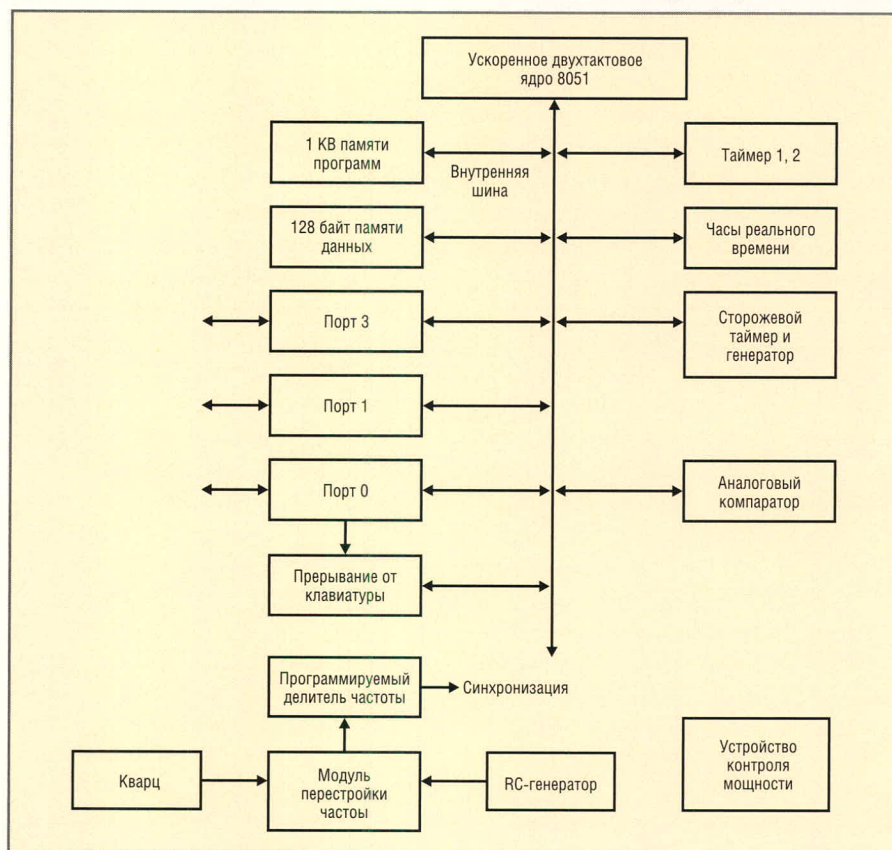 Ускоренное двухтактовое
ядро 8051
1 КВ памяти
программ
Внутренняя
шина
Таймер 1, 2
128 байт памяти
данных
Часы реального
времени
Порт 3
Сторожевой
таймер и
генератор
Порт 1
Порт 0
Аналоговый
компаратор
Прерывание от
клавиатуры
Программируемый
делитель частоты
Синхронизация
Кварц
Модуль
перестройки
частоы
RC-генератор
Устройство
контроля
мощности